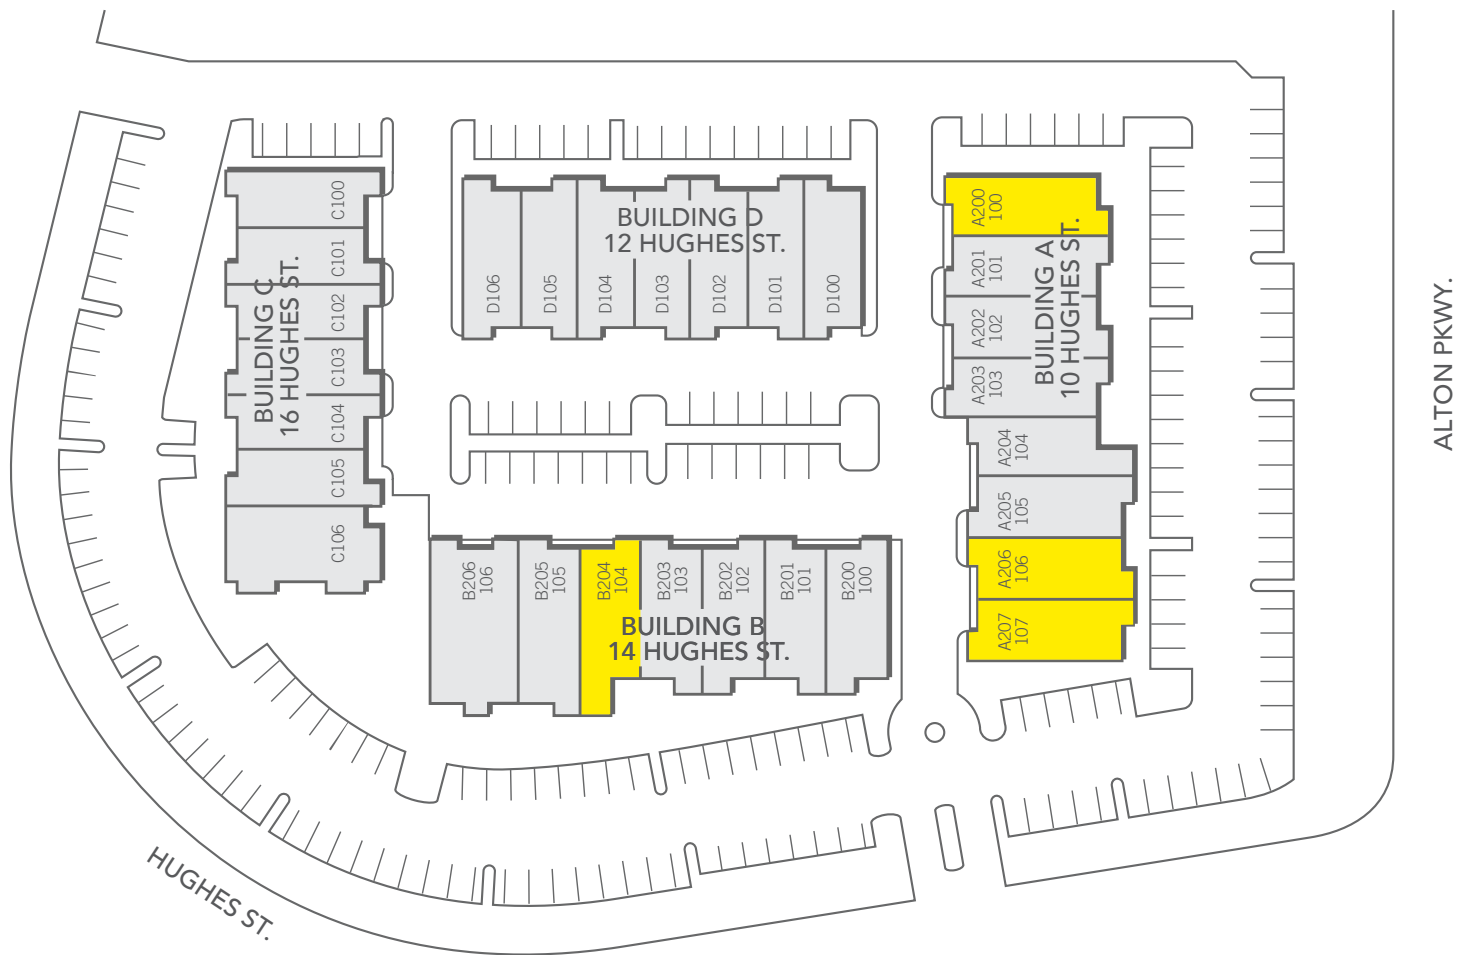 C100
C101
C102
C103
C104
C105
C106
BUILDING C
16 HUGHES ST.
BUILDING D
12 HUGHES ST.
D106
D105
D104
D103
D102
D101
D100
A200
100
A201
101
A202
102
A203
103
A204
104
A205
105
A206
106
A207
107
BUILDING A
10 HUGHES ST.
ALTON PKWY.
B206
106
B205
105
B204
104
B203
103
B202
102
B201
101
B200
100
BUILDING B
14 HUGHES ST.
HUGHES ST.